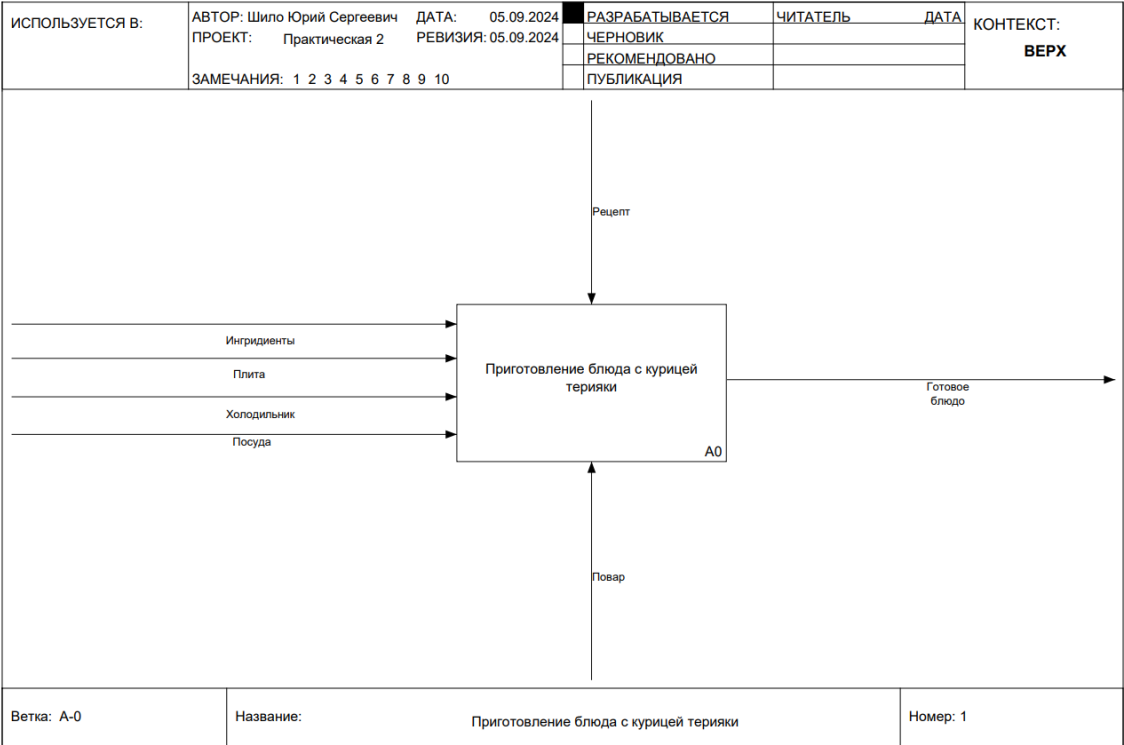 ИСПОЛЬЗУЕТСЯ В:
АВТОР: Шило Юрий Сергеевич ДАТА: 05.09.2024
ПРОЕКТ: Практическая 2 РЕВИЗИЯ: 05.09.2024
ЗАМЕЧАНИЯ: 1 2 3 4 5 6 7 8 9 10
РАЗРАБАТЫВАЕТСЯ
ЧЕРНОВИК
РЕКОМЕНДОВАНО
ПУБЛИКАЦИЯ
ЧИТАТЕЛЬ ДАТА
КОНТЕКСТ:
ВЕРХ
Рецепт
Ингридиенты
Плита
Холодильник
Посуда
Приготовление блюда с курицей
терияки
A0
Готовое
блюдо
Повар
Ветка: A-0
Название: Приготовление блюда с курицей терияки
Номер: 1